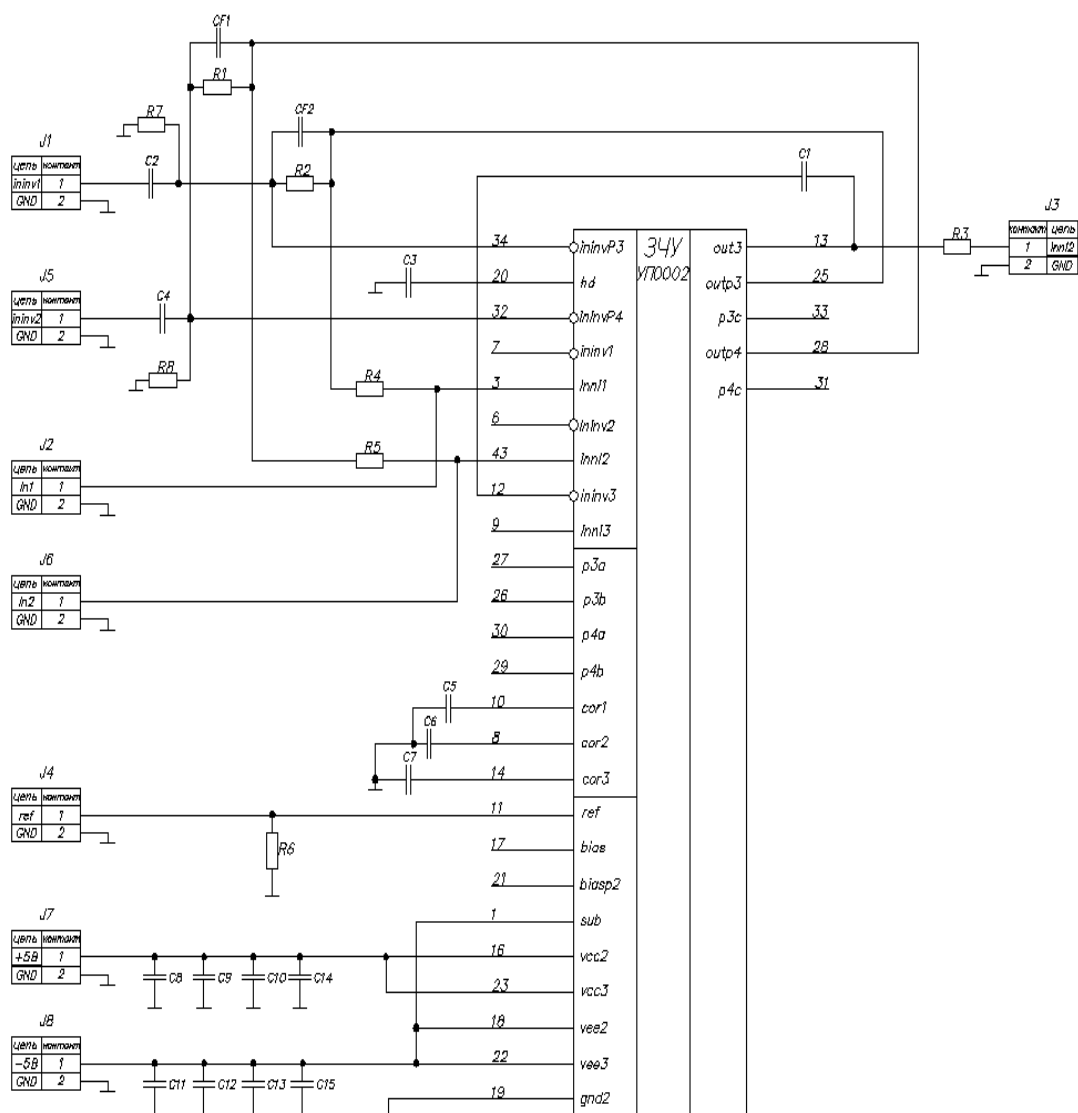 CF1
R1
R7
CF2
J1
C2
C1
цепь контакт
R2
ininv1 1
J3
GND 2
контакт цепь
34 ininvP3 ЗЧУ out3 13 R3
1 Inni2
УП0002
2 GND
C3
J5
20 hd outp3 25
C4
цепь контакт
ininv2 1
32 InInvP4 p3c 33
GND 2
7 ininv1 outp4 28
R8
R4
3 Inni1 p4c 31
6 InInv2
J2
R5
43 Inni2
цепь контакт
In1 1
12 ininv3
GND 2
9 Inni3
J6
27 p3a
цепь контакт
In2 1
26 p3b
GND 2
30 p4a
29 p4b
C5
10 cor1
C6
8 cor2
C7
J4
14 cor3
цепь контакт
ref 1
11 ref
GND 2
R6
17 bias
21 biasp2
J7
1 sub
цепь контакт
+5В 1
16 vcc2
GND 2
C8 C9 C10 C14
23 vcc3
J8
18 vee2
цепь контакт
-5В 1
22 vee3
GND 2
C11 C12 C13 C15
19 gnd2